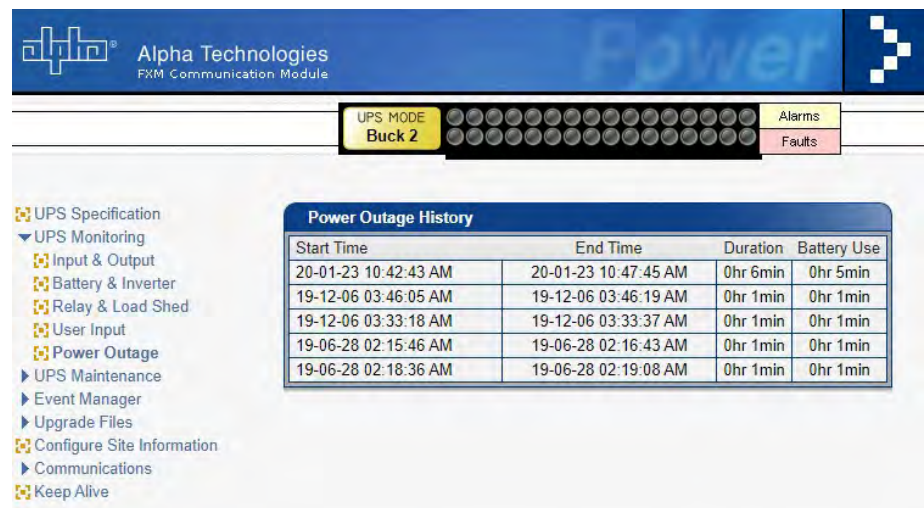 alpha® Alpha Technologies
FXM Communication Module
Power
UPS MODE
Buck 2
Alarms
Faults
UPS Specification
UPS Monitoring
Input & Output
Battery & Inverter
Relay & Load Shed
User Input
Power Outage
UPS Maintenance
Event Manager
Upgrade Files
Configure Site Information
Communications
Keep Alive
Power Outage History
Start Time End Time Duration Battery Use
20-01-23 10:42:43 AM 20-01-23 10:47:45 AM 0hr 6min 0hr 5min
19-12-06 03:46:05 AM 19-12-06 03:46:19 AM 0hr 1min 0hr 1min
19-12-06 03:33:18 AM 19-12-06 03:33:37 AM 0hr 1min 0hr 1min
19-06-28 02:15:46 AM 19-06-28 02:16:43 AM 0hr 1min 0hr 1min
19-06-28 02:18:36 AM 19-06-28 02:19:08 AM 0hr 1min 0hr 1min